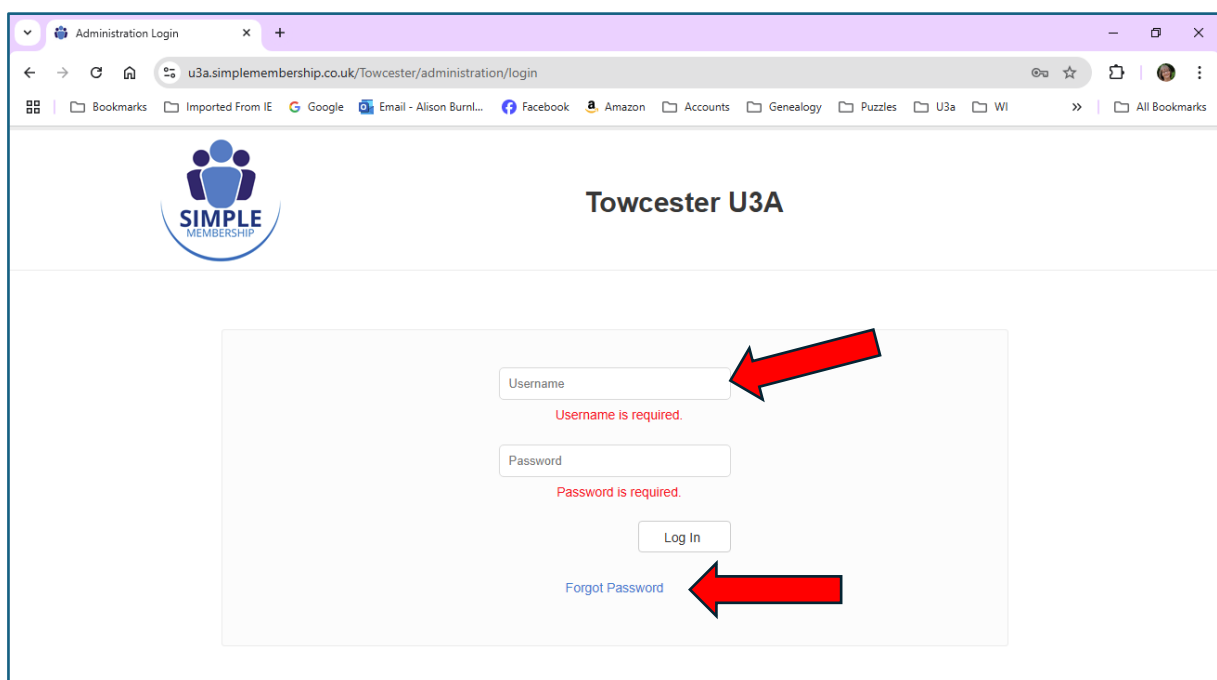 Administration Login
u3a.simplemembership.co.uk/Towcester/administration/login
Bookmarks Imported From IE Google Email - Alison Burnl... Facebook Amazon Accounts Genealogy Puzzles U3a WI » All Bookmarks
SIMPLE
MEMBERSHIP
Towcester U3A
Username
Username is required.
Password
Password is required.
Log In
Forgot Password